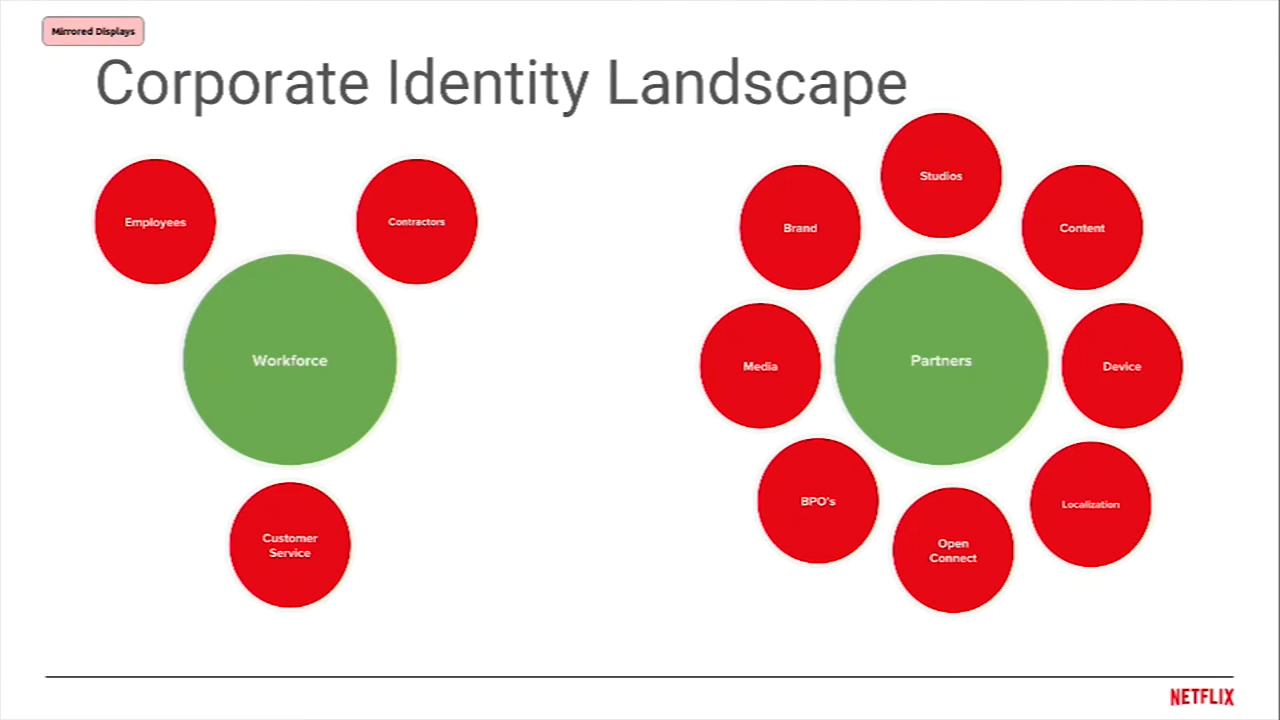 Mirrored Displays
Corporate Identity Landscape
Employees
Contractors
Workforce
Customer
Service
Studios
Brand
Content
Media
Partners
Device
BPO's
Localization
Open
Connect
NETFLIX